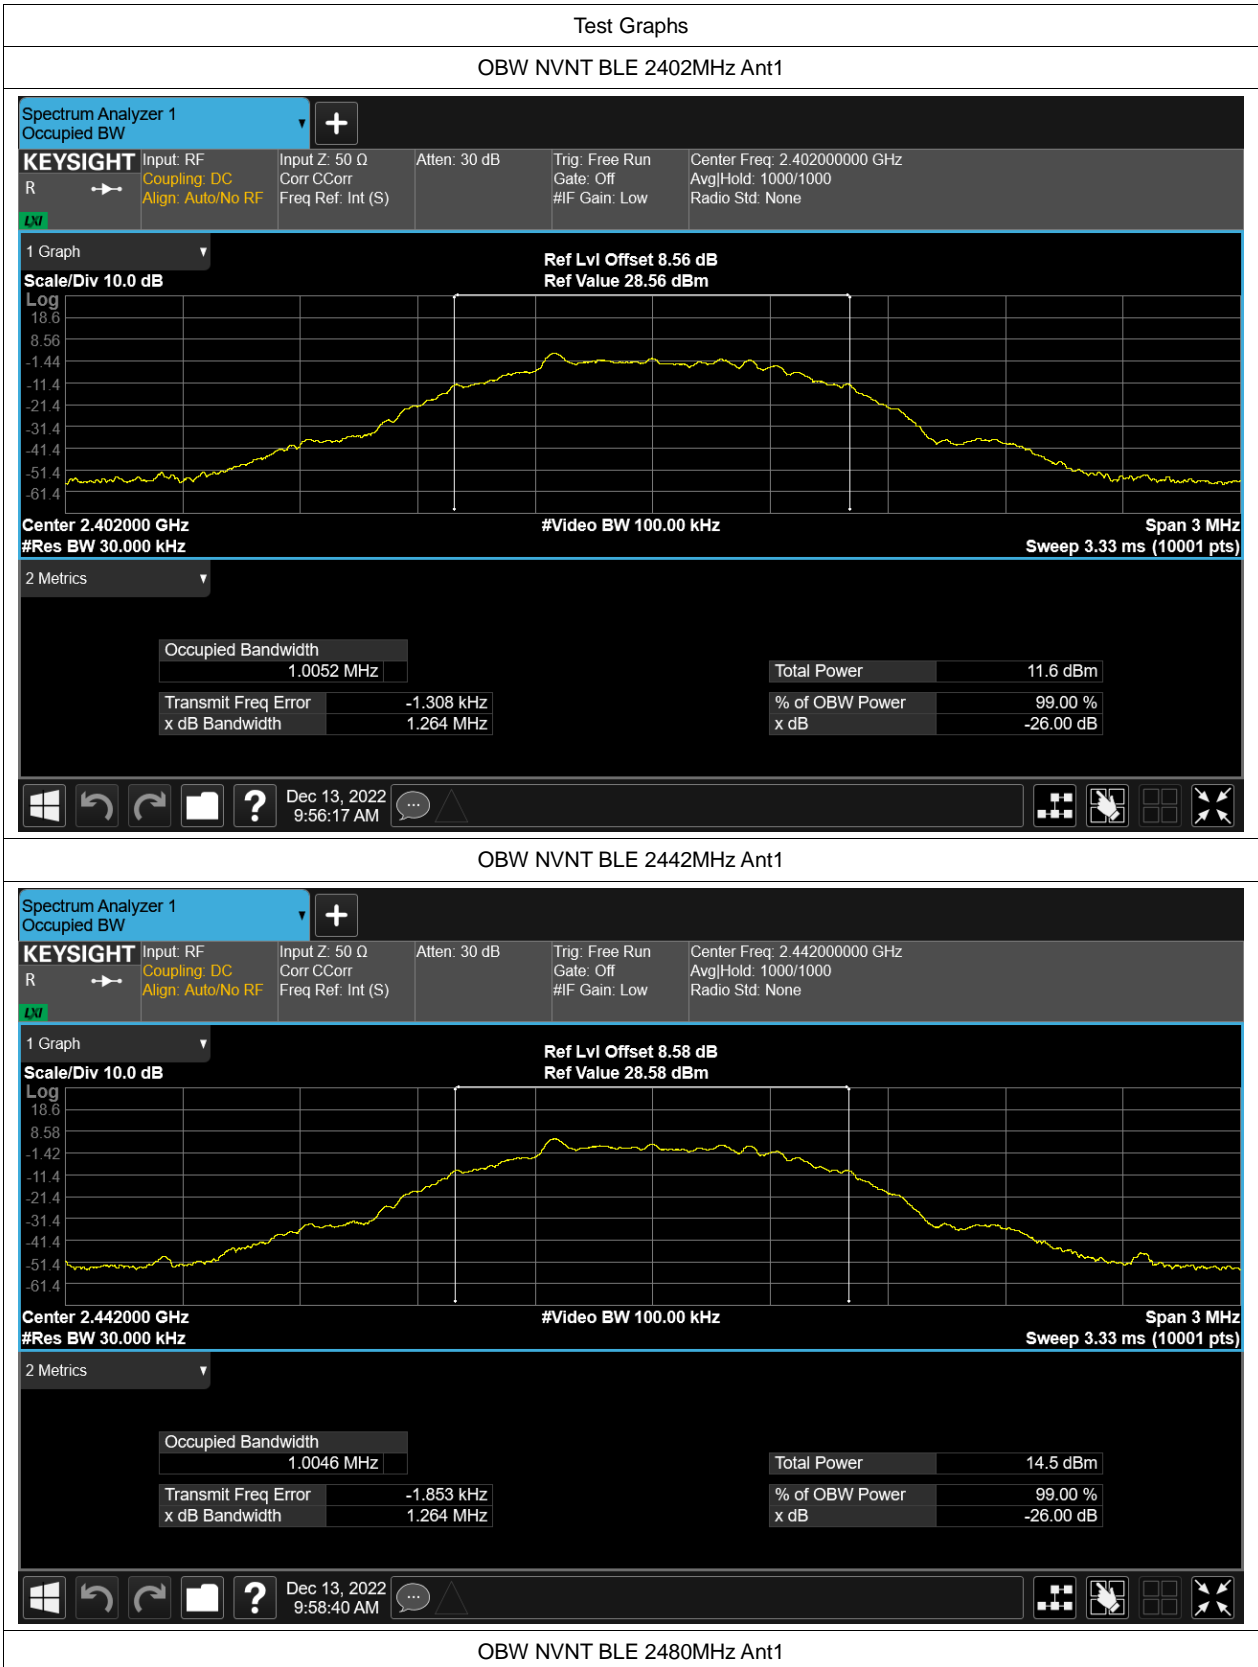 Test Graphs
OBW NVNT BLE 2402MHz Ant1
Spectrum Analyzer 1
Occupied BW
KEYSIGHT
R
LXI
Input: RF
Coupling: DC
Align: Auto/No RF
Input Z: 50 Ω
Corr CCorr
Freq Ref: Int (S)
Atten: 30 dB
Trig: Free Run
Gate: Off
#IF Gain: Low
Center Freq: 2.402000000 GHz
Avg|Hold: 1000/1000
Radio Std: None
1 Graph
Scale/Div 10.0 dB
Ref Lvl Offset 8.56 dB
Ref Value 28.56 dBm
Log
18.6
8.56
-1.44
-11.4
-21.4
-31.4
-41.4
-51.4
-61.4
Center 2.402000 GHz
#Res BW 30.000 kHz
#Video BW 100.00 kHz
Span 3 MHz
Sweep 3.33 ms (10001 pts)
2 Metrics
Occupied Bandwidth
1.0052 MHz
Transmit Freq Error -1.308 kHz
x dB Bandwidth 1.264 MHz
Total Power 11.6 dBm
% of OBW Power 99.00 %
x dB -26.00 dB
?
Dec 13, 2022
9:56:17 AM
OBW NVNT BLE 2442MHz Ant1
Spectrum Analyzer 1
Occupied BW
KEYSIGHT
R
LXI
Input: RF
Coupling: DC
Align: Auto/No RF
Input Z: 50 Ω
Corr CCorr
Freq Ref: Int (S)
Atten: 30 dB
Trig: Free Run
Gate: Off
#IF Gain: Low
Center Freq: 2.442000000 GHz
Avg|Hold: 1000/1000
Radio Std: None
1 Graph
Scale/Div 10.0 dB
Ref Lvl Offset 8.58 dB
Ref Value 28.58 dBm
Log
18.6
8.58
-1.42
-11.4
-21.4
-31.4
-41.4
-51.4
-61.4
Center 2.442000 GHz
#Res BW 30.000 kHz
#Video BW 100.00 kHz
Span 3 MHz
Sweep 3.33 ms (10001 pts)
2 Metrics
Occupied Bandwidth
1.0046 MHz
Transmit Freq Error -1.853 kHz
x dB Bandwidth 1.264 MHz
Total Power 14.5 dBm
% of OBW Power 99.00 %
x dB -26.00 dB
?
Dec 13, 2022
9:58:40 AM
OBW NVNT BLE 2480MHz Ant1